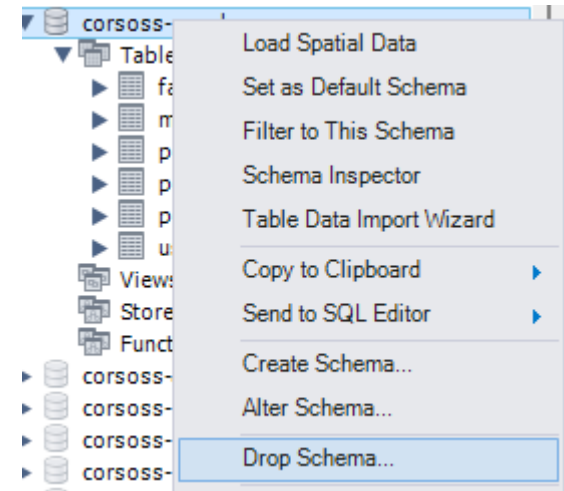 corsoss-
Load Spatial Data
Set as Default Schema
Filter to This Schema
Schema Inspector
Table Data Import Wizard
Copy to Clipboard
Send to SQL Editor
Create Schema...
Alter Schema...
Drop Schema...
Table
fa
m
p
p
p
u
Views
Store
Funct
corsoss-
corsoss-
corsoss-
corsoss-